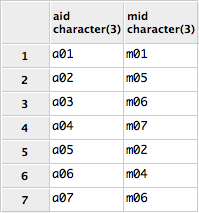 aid mid
character(3) character(3)
1 a01 m01
2 a02 m05
3 a03 m06
4 a04 m07
5 a05 m02
6 a06 m04
7 a07 m06